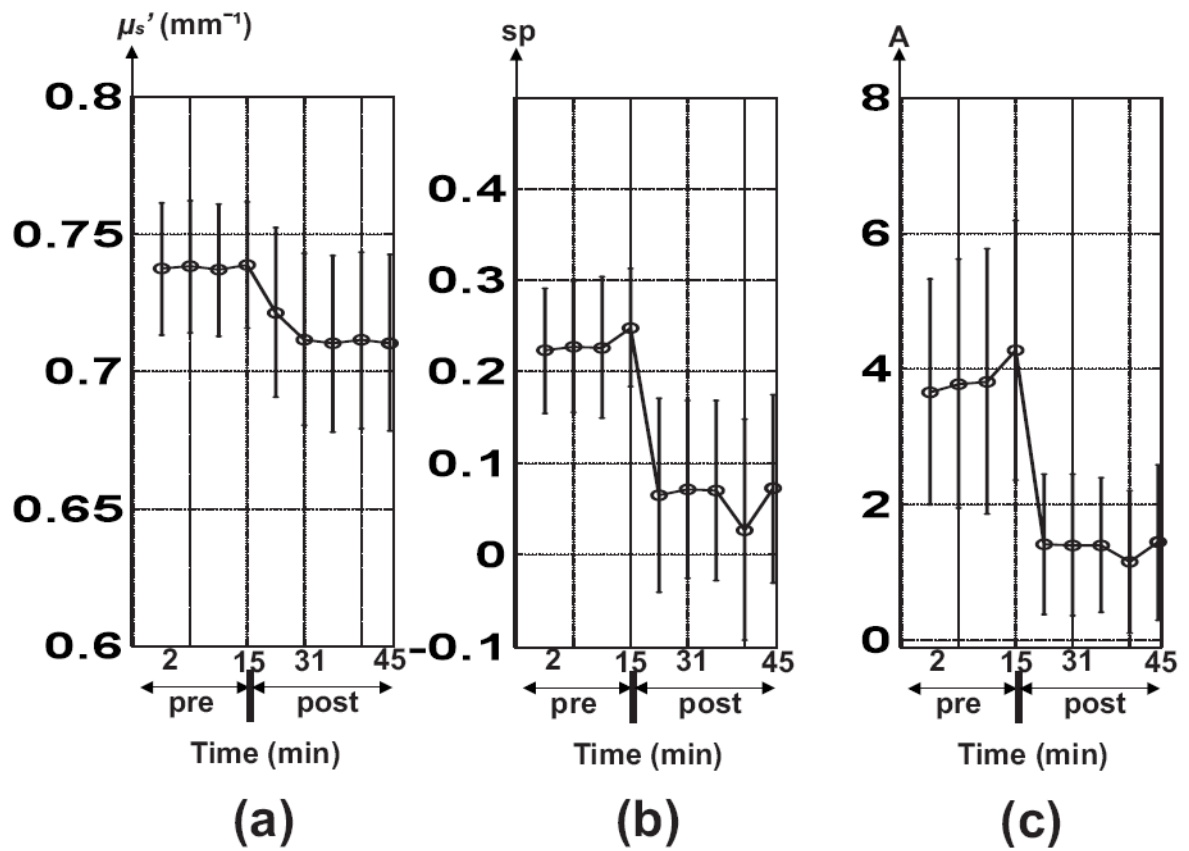 μs’ (mm⁻¹)
0.8
0.75
0.7
0.65
0.6
2 15 31 45
pre post
Time (min)
(a)
sp
0.4
0.3
0.2
0.1
0
-0.1
2 15 31 45
pre post
Time (min)
(b)
A
8
6
4
2
0
2 15 31 45
pre post
Time (min)
(c)